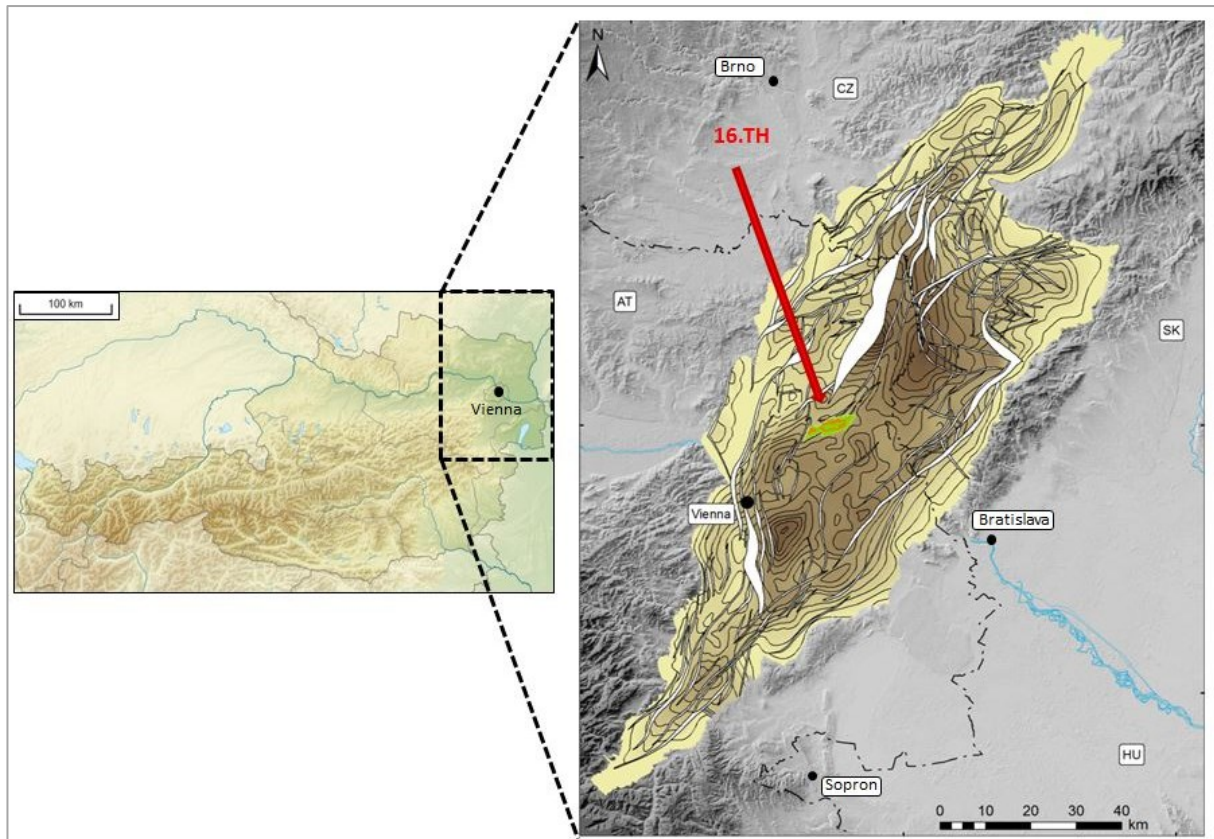 100 km
Vienna
N
Brno
CZ
16.TH
AT
SK
Vienna
Bratislava
HU
Sopron
0 10 20 30 40
km